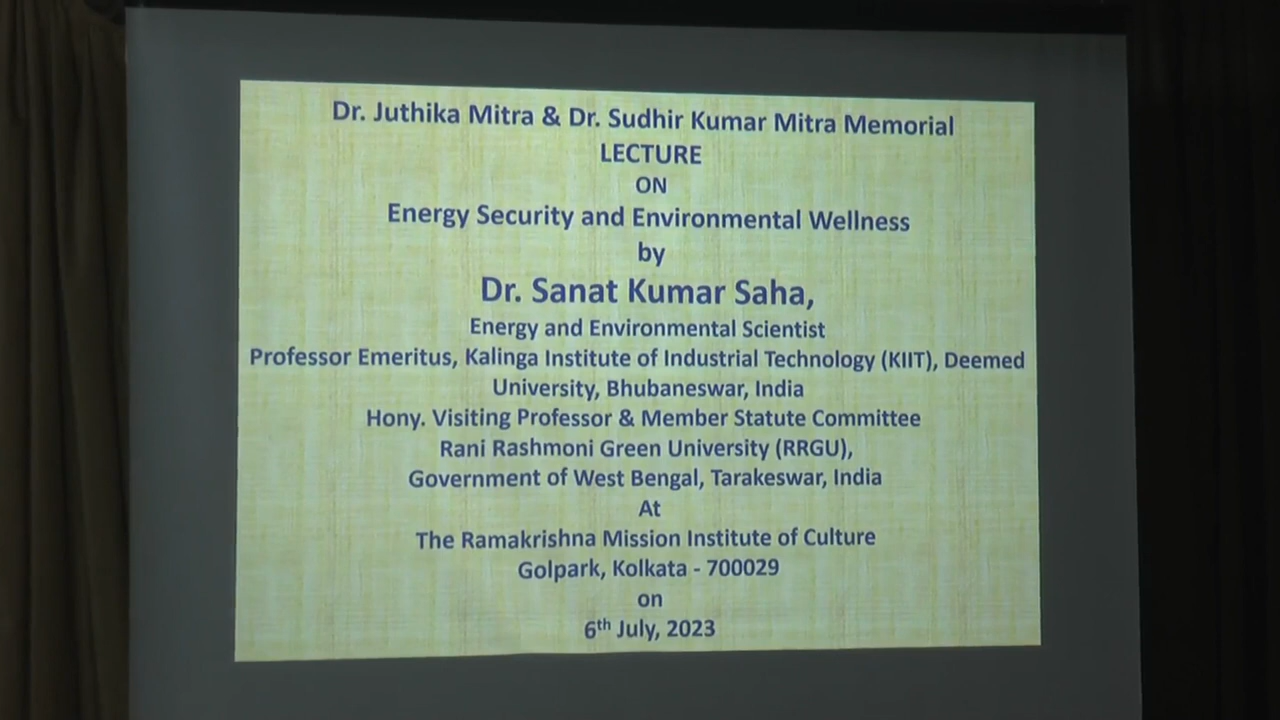 Dr. Juthika Mitra & Dr. Sudhir Kumar Mitra Memorial
LECTURE
ON
Energy Security and Environmental Wellness
by
Dr. Sanat Kumar Saha,
Energy and Environmental Scientist
Professor Emeritus, Kalinga Institute of Industrial Technology (KIIT), Deemed
University, Bhubaneswar, India
Hony. Visiting Professor & Member Statute Committee
Rani Rashmoni Green University (RRGU),
Government of West Bengal, Tarakeswar, India
At
The Ramakrishna Mission Institute of Culture
Golpark, Kolkata - 700029
on
6th July, 2023